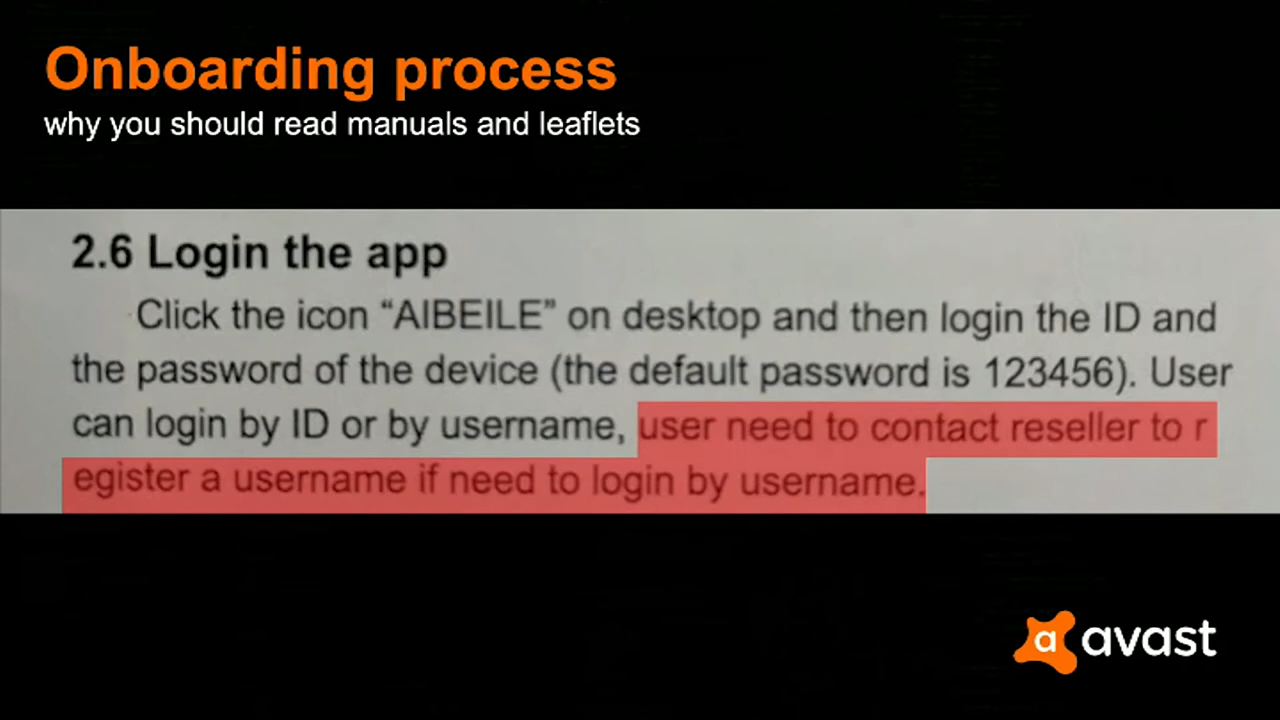 Onboarding process
why you should read manuals and leaflets
2.6 Login the app
Click the icon “AIBEILE” on desktop and then login the ID and
the password of the device (the default password is 123456). User
can login by ID or by username, user need to contact reseller to r
egister a username if need to login by username.
a avast